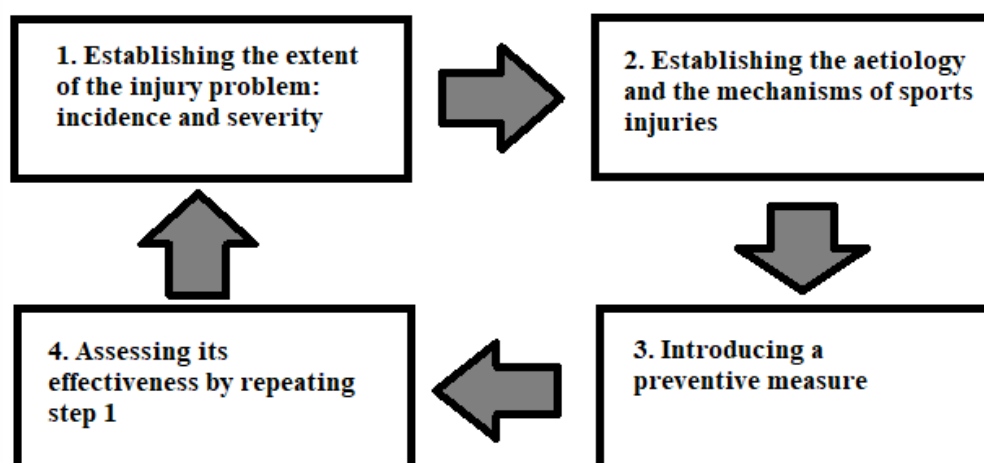 1. Establishing the extent
of the injury problem:
incidence and severity
2. Establishing the aetiology
and the mechanisms of sports
injuries
3. Introducing a
preventive measure
4. Assessing its
effectiveness by repeating
step 1